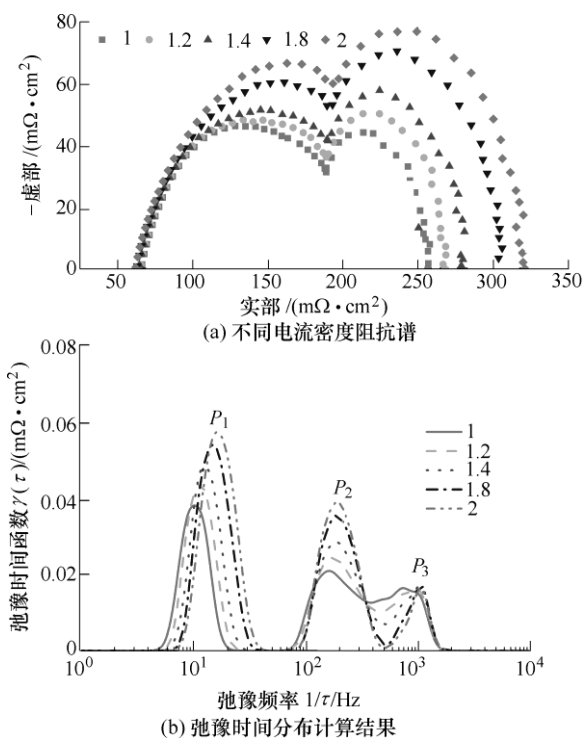 80
1 1.2 1.4 1.8 2
60
40
20
0
−虚部/(mΩ·cm²)
50 100 150 200 250 300 350
实部/(mΩ·cm²)
(a) 不同电流密度阻抗谱
0.08
0.06
0.04
0.02
0
弛豫时间函数γ(τ)/(mΩ·cm²)
P₁
P₂
P₃
1
1.2
1.4
1.8
2
10⁰ 10¹ 10² 10³ 10⁴
弛豫频率 1/τ/Hz
(b) 弛豫时间分布计算结果